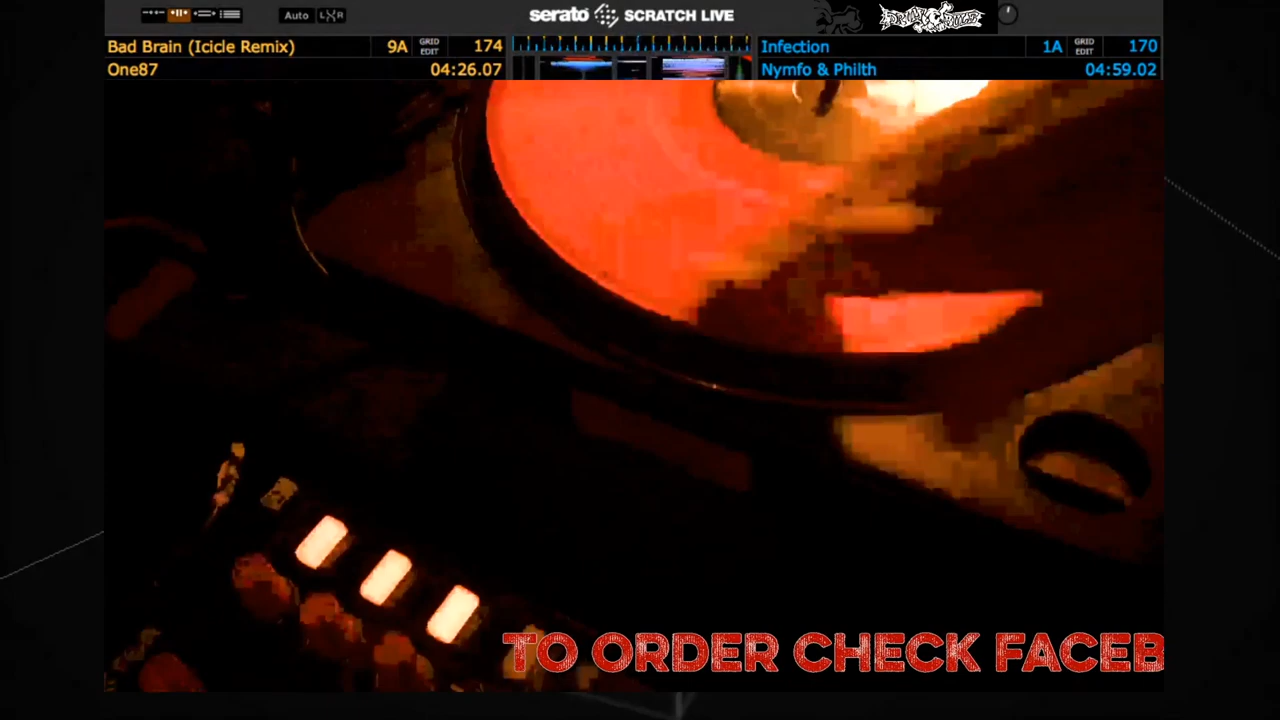 Auto L R
serato SCRATCH LIVE
Bad Brain (Icicle Remix) 9A GRID EDIT 174
One87 04:26.07
Infection 1A GRID EDIT 170
Nymfo & Philth 04:59.02
TO ORDER CHECK FACEB